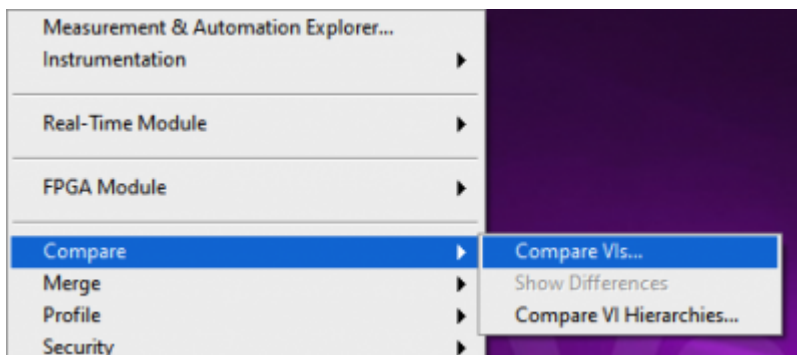 Measurement & Automation Explorer...
Instrumentation
Real-Time Module
FPGA Module
Compare
Compare VIs...
Merge
Show Differences
Profile
Compare VI Hierarchies...
Security